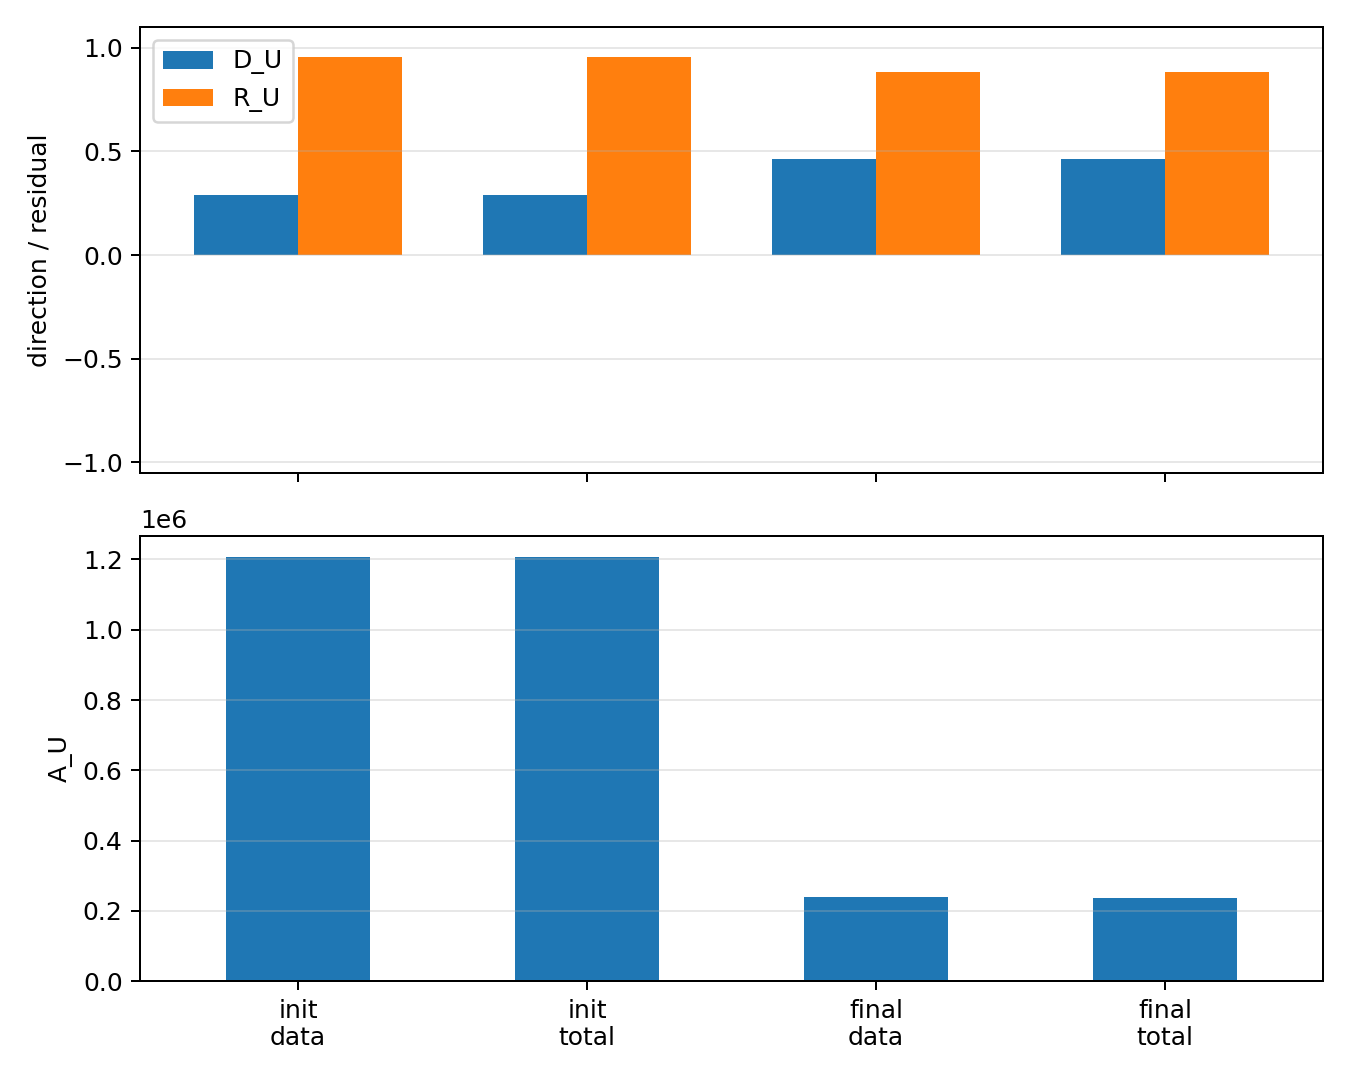 1.0
0.5
0.0
−0.5
−1.0
direction / residual
D_U
R_U
1e6
1.2
1.0
0.8
0.6
0.4
0.2
0.0
A_U
init
data
init
total
final
data
final
total